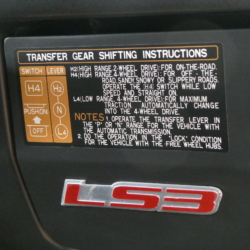 TRANSFER GEAR SHIFTING INSTRUCTIONS
SWITCH LEVER
H4
PUSH ON
OFF
H2
N
L4
H2(HIGH RANGE,2-WHEEL DRIVE): FOR ON-THE-ROAD.
H4(HIGH RANGE,4-WHEEL DRIVE): FOR OFF - THE-
ROAD,SANDY,SNOWY OR SLIPPERY ROADS.
OPERATE THE H4 SWITCH WHILE LOW
SPEED AND STRAIGHT ON
L4(LOW RANGE, 4-WHEEL DRIVE): FOR MAXIMUM
TRACTION AUTOMATICALLY CHANGE
INTO THE 4-WHEEL DRIVE.
NOTES 1. OPERATE THE TRANSFER LEVER IN
THE "P" OR "N" RANGE FOR THE VEHICLE
WITH THE AUTOMATIC TRANSMISSION.
2. DO THE OPERATION IN THE "LOCK" CONDITION
FOR THE VEHICLE WITH THE FREE WHEEL HUBS.
LS3